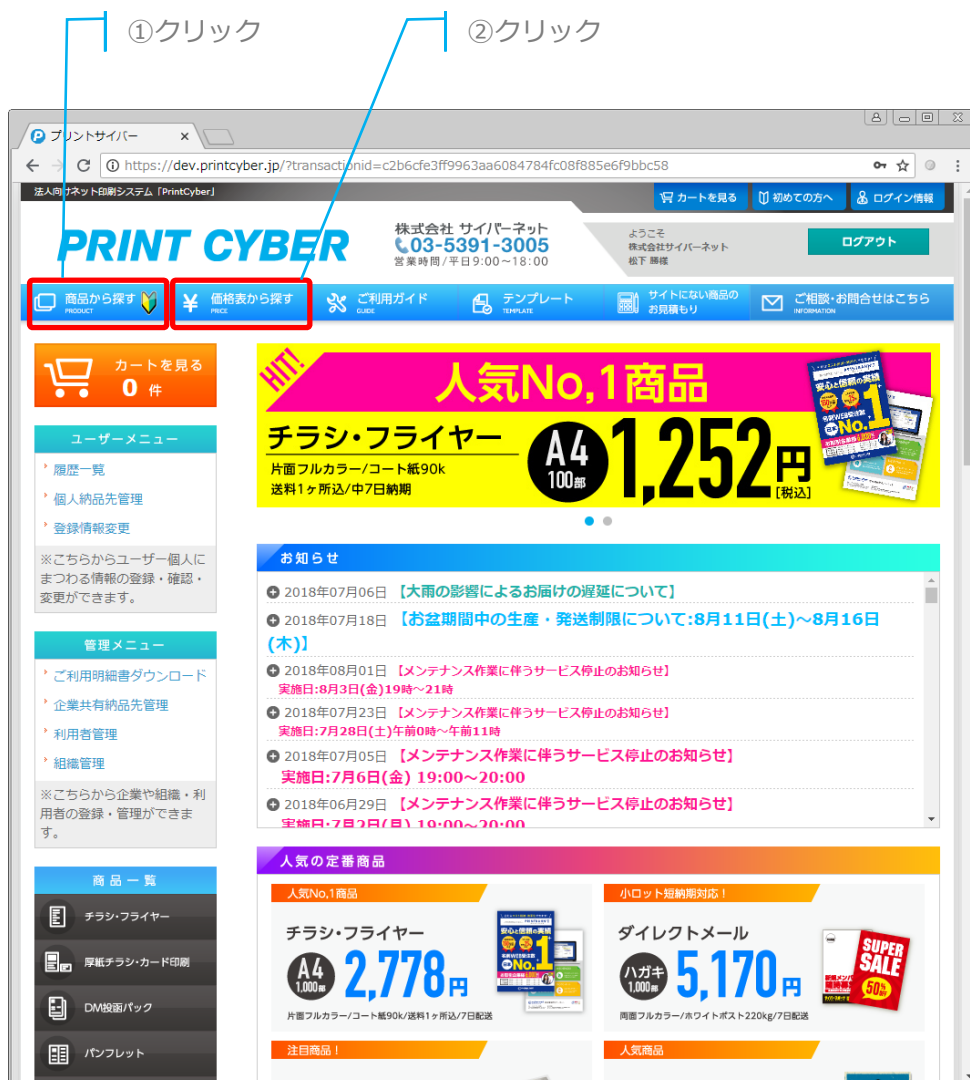 ①クリック
②クリック
プリントサイバー
https://dev.printcyber.jp/?transactionid=c2b6cfe3ff9963aa6084784fc08f885e6f9bbc58
法人向けネット印刷システム「PrintCyber」
カートを見る
初めての方へ
ログイン情報
PRINT CYBER
株式会社 サイバーネット
03-5391-3005
営業時間/平日9:00～18:00
ようこそ
株式会社サイバーネット
松下 勝様
ログアウト
商品から探す
PRODUCT
価格表から探す
PRICE
ご利用ガイド
GUIDE
テンプレート
TEMPLATE
サイトにない商品の
お見積もり
ご相談・お問合せはこちら
INFORMATION
カートを見る
0 件
HIT!
人気No,1商品
チラシ・フライヤー
片面フルカラー/コート紙90k
送料1ヶ所込/中7日納期
A4
100部
1,252円
[税込]
ユーザーメニュー
履歴一覧
個人納品先管理
登録情報変更
※こちらからユーザー個人に
まつわる情報の登録・確認・
変更ができます。
管理メニュー
ご利用明細書ダウンロード
企業共有納品先管理
利用者管理
組織管理
※こちらから企業や組織・利
用者の登録・管理ができま
す。
お知らせ
2018年07月06日 【大雨の影響によるお届けの遅延について】
2018年07月18日 【お盆期間中の生産・発送制限について:8月11日(土)～8月16日
(木)】
2018年08月01日 【メンテナンス作業に伴うサービス停止のお知らせ】
実施日:8月3日(金)19時～21時
2018年07月23日 【メンテナンス作業に伴うサービス停止のお知らせ】
実施日:7月28日(土)午前0時～午前11時
2018年07月05日 【メンテナンス作業に伴うサービス停止のお知らせ】
実施日:7月6日(金) 19:00～20:00
2018年06月29日 【メンテナンス作業に伴うサービス停止のお知らせ】
実施日:7月2日(月) 19:00～20:00
商品一覧
チラシ・フライヤー
厚紙チラシ・カード印刷
DM投函パック
パンフレット
人気の定番商品
人気No,1商品
チラシ・フライヤー
A4
1,000部
2,778円
片面フルカラー/コート紙90k/送料1ヶ所込/7日配送
小ロット短納期対応！
ダイレクトメール
ハガキ
1,000部
5,170円
両面フルカラー/ホワイトポスト220kg/7日配送
SUPER
SALE
50%
注目商品！
人気商品